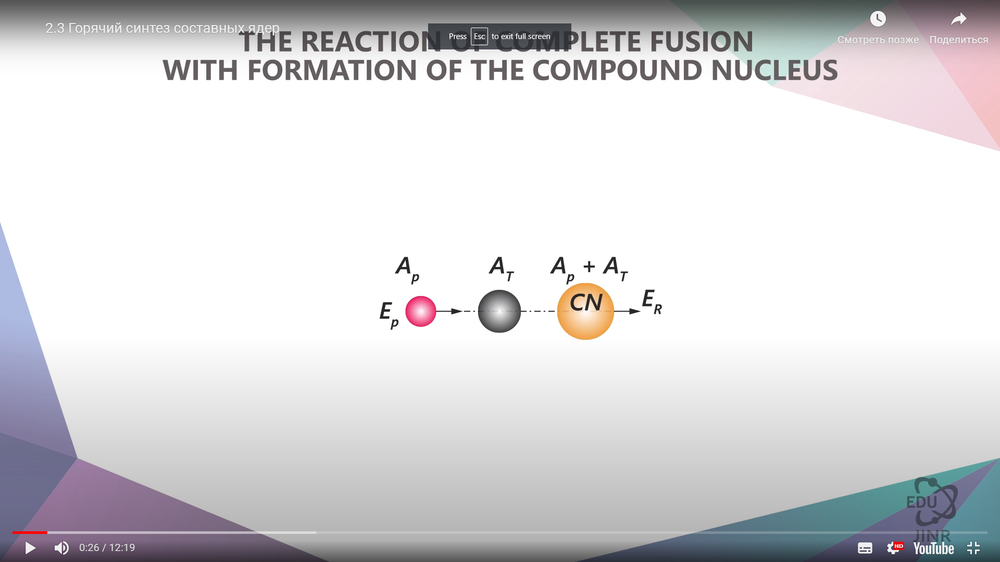 2.3 Горячий синтез составных ядер
Press Esc to exit full screen
Смотреть позже
Поделиться
THE REACTION OF COMPLETE FUSION
WITH FORMATION OF THE COMPOUND NUCLEUS
Ap AT Ap + AT
Ep CN ER
EDU
JINR
0:26 / 12:19
HD
YouTube